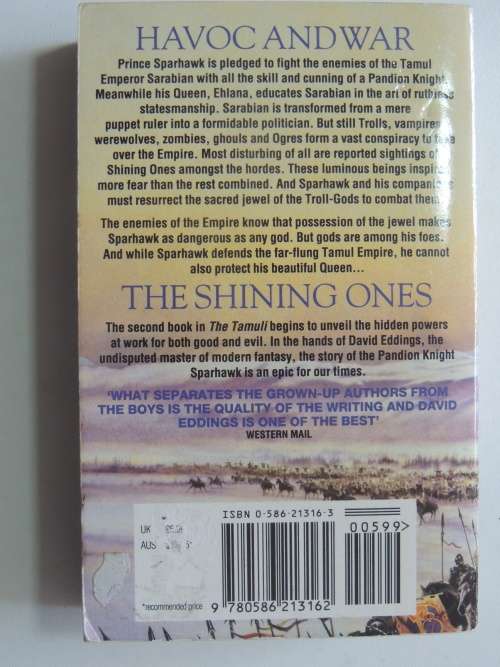 HAVOC AND WAR
Prince Sparhawk is pledged to fight the enemies of the Tamul
Emperor Sarabian with all the skill and cunning of a Pandion Knight.
Meanwhile his Queen, Ehlana, educates Sarabian in the art of ruthless
statesmanship. Sarabian is transformed from a mere
puppet ruler into a formidable politician. But still Trolls, vampires,
werewolves, zombies, ghouls and Ogres form a vast conspiracy to take
over the Empire. Most disturbing of all are reported sightings of
Shining Ones amongst the hordes. These luminous beings inspire
more fear than the rest combined. And Sparhawk and his companions
must resurrect the sacred jewel of the Troll-Gods to combat them.
The enemies of the Empire know that possession of the jewel makes
Sparhawk as dangerous as any god. But gods are among his foes.
And while Sparhawk defends the far-flung Tamul Empire, he cannot
also protect his beautiful Queen...
THE SHINING ONES
The second book in The Tamuli begins to unveil the hidden powers
at work for both good and evil. In the hands of David Eddings, the
undisputed master of modern fantasy, the story of the Pandion Knight
Sparhawk is an epic for our times.
'WHAT SEPARATES THE GROWN-UP AUTHORS FROM
THE BOYS IS THE QUALITY OF THE WRITING AND DAVID
EDDINGS IS ONE OF THE BEST'
WESTERN MAIL
ISBN 0-586-21316-3
00599>
UK
AUS
*recommended price
9 780586 213162